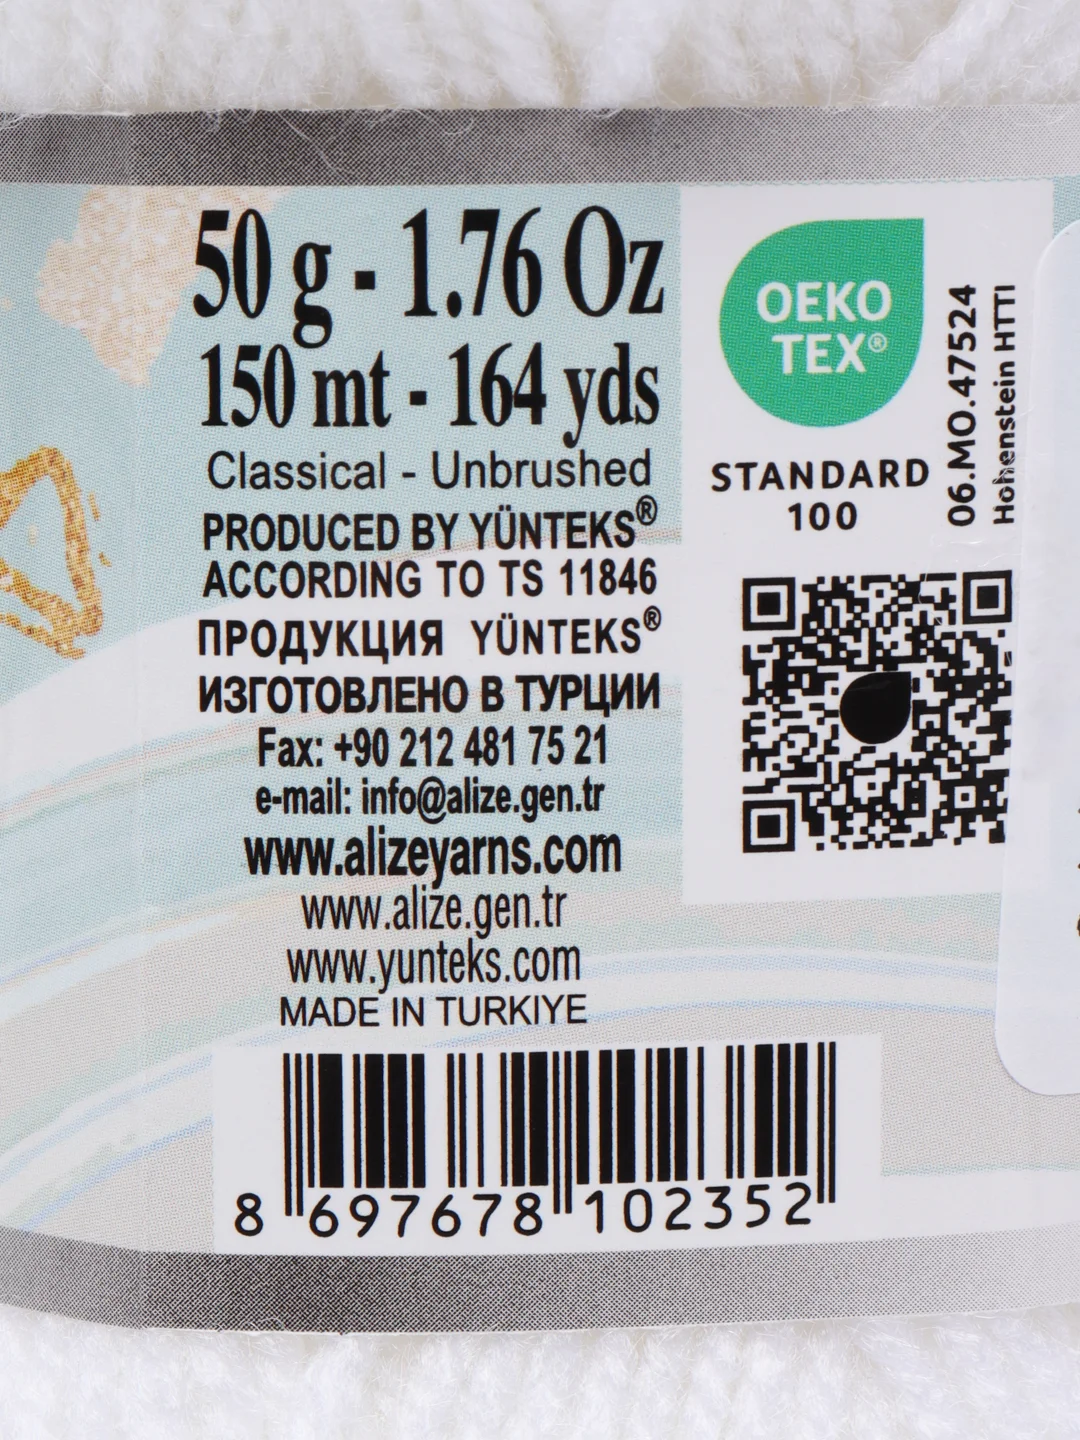 50 g - 1.76 Oz
150 mt - 164 yds
Classical - Unbrushed
PRODUCED BY YÜNTEKS®
ACCORDING TO TS 11846
ПРОДУКЦИЯ YÜNTEKS®
ИЗГОТОВЛЕНО В ТУРЦИИ
Fax: +90 212 481 75 21
e-mail: info@alize.gen.tr
www.alizeyarns.com
www.alize.gen.tr
www.yunteks.com
MADE IN TURKIYE
8 697678 102352
OEKO
TEX®
STANDARD
100
06.MO.47524
Hohenstein HTTI